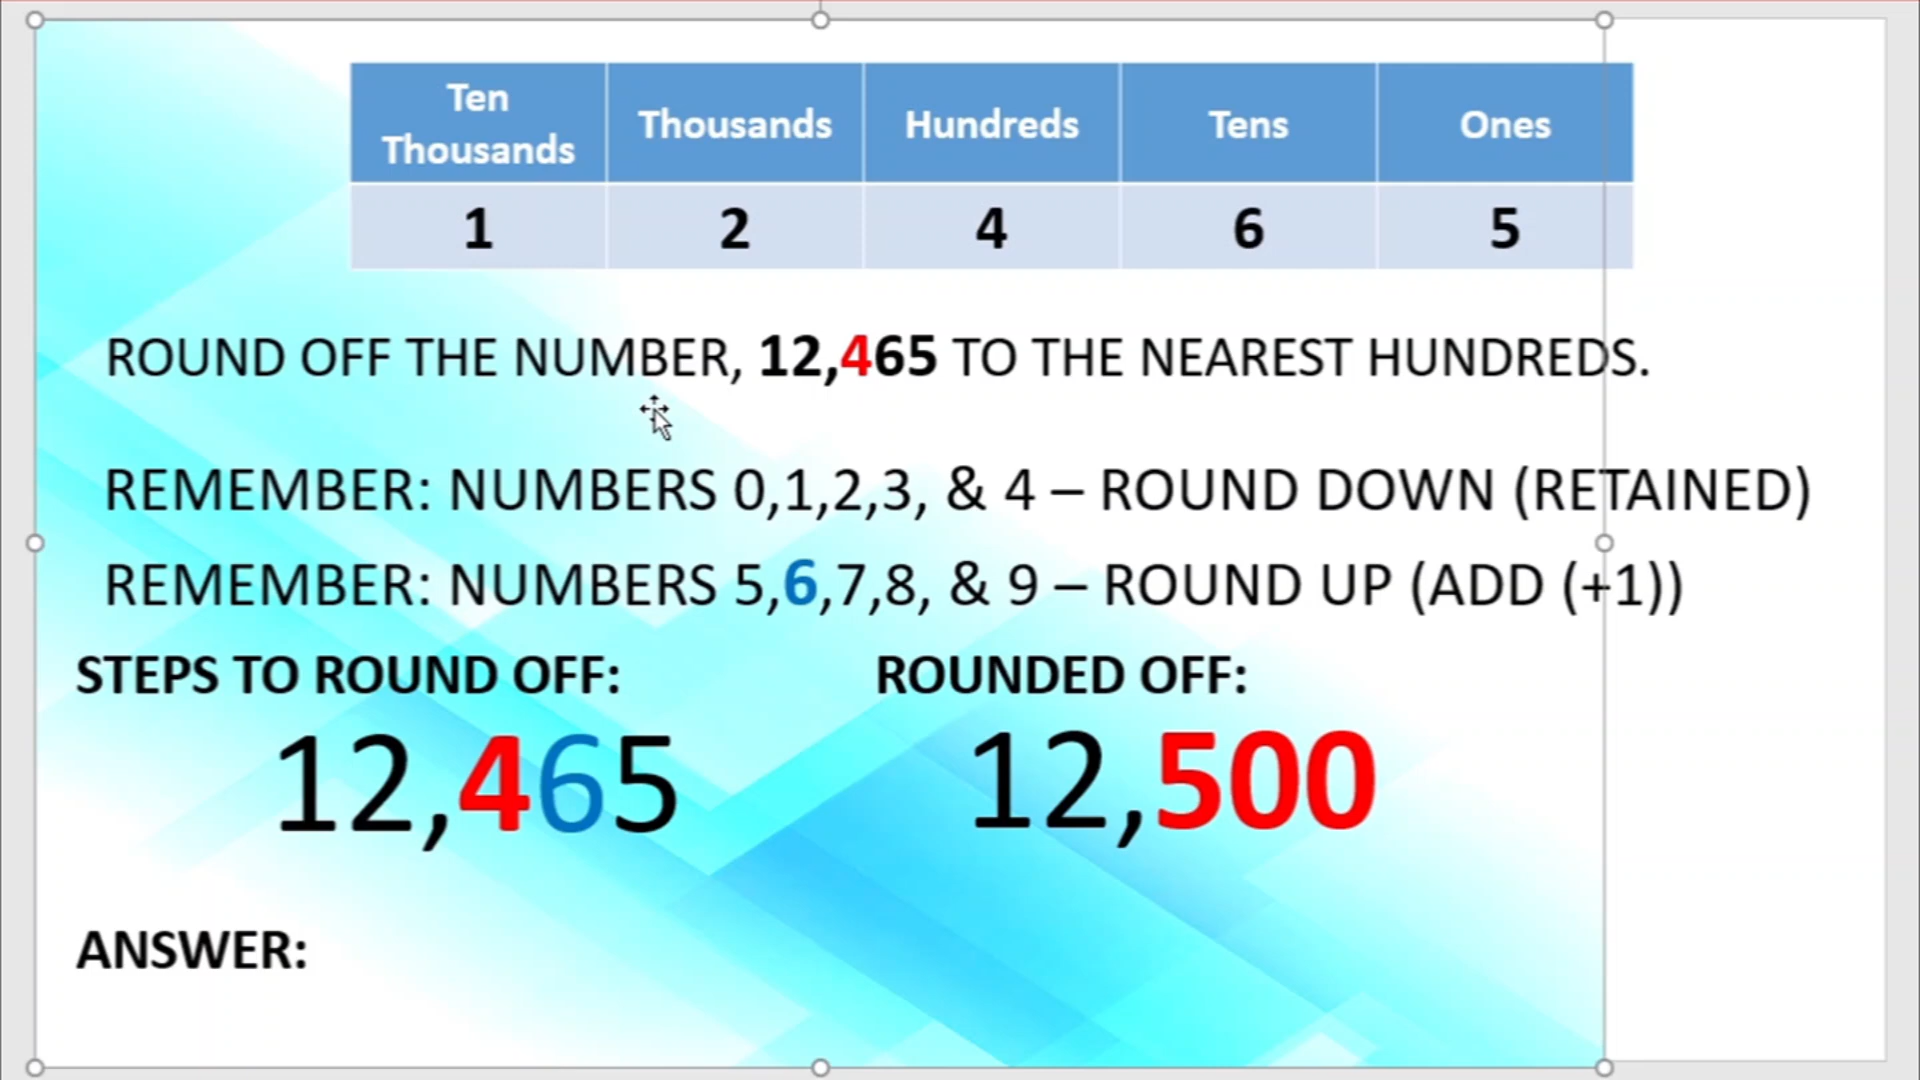 Ten Thousands Thousands Hundreds Tens Ones
1 2 4 6 5
ROUND OFF THE NUMBER, 12,465 TO THE NEAREST HUNDREDS.
REMEMBER: NUMBERS 0,1,2,3, & 4 – ROUND DOWN (RETAINED)
REMEMBER: NUMBERS 5,6,7,8, & 9 – ROUND UP (ADD (+1))
STEPS TO ROUND OFF: ROUNDED OFF:
12,465 12,500
ANSWER: